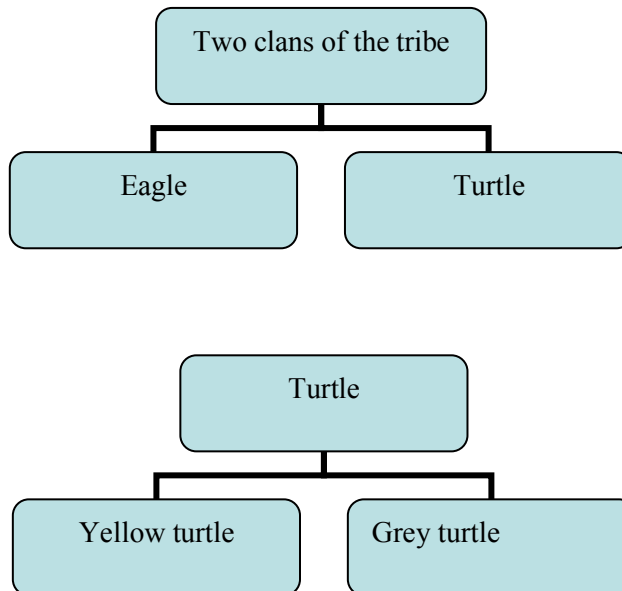 Two clans of the tribe
Eagle
Turtle
Turtle
Yellow turtle
Grey turtle